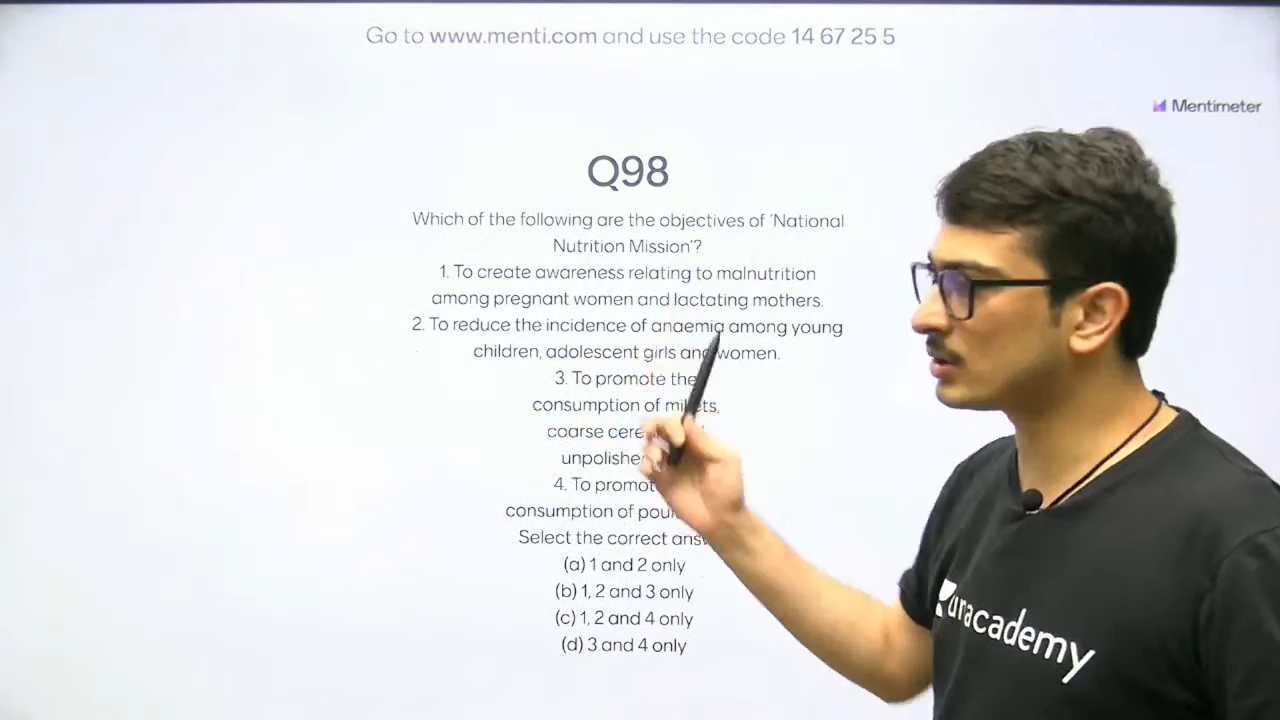 Go to www.menti.com and use the code 14 67 25 5
Mentimeter
Q98
Which of the following are the objectives of 'National
Nutrition Mission'?
1. To create awareness relating to malnutrition
among pregnant women and lactating mothers.
2. To reduce the incidence of anaemia among young
children, adolescent girls and women.
3. To promote the
consumption of millets,
coarse
4. To
consumption of
Select the correct
(a) 1 and 2 only
(b) 1, 2 and 3 only
(c) 1, 2 and 4 only
(d) 3 and 4 only
unacademy